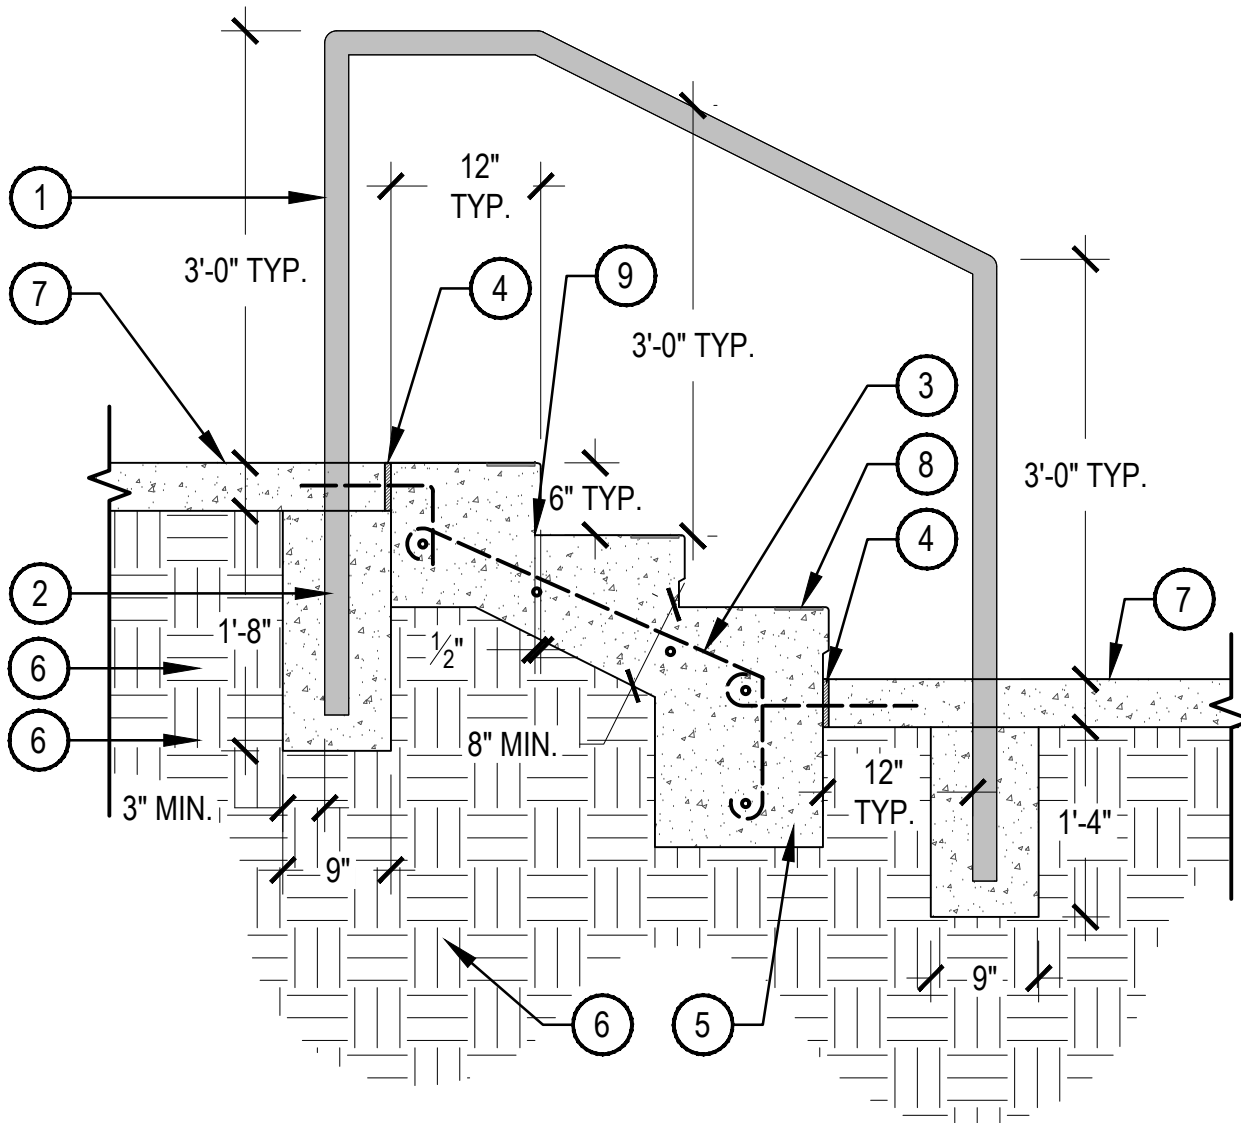 12"
TYP.
1
3'-0" TYP.
4
9
7
3'-0" TYP.
3
8
3'-0" TYP.
6" TYP.
4
2
7
1'-8"
1/2"
6
6
8" MIN.
12"
TYP.
3" MIN.
1'-4"
9"
9"
6
5